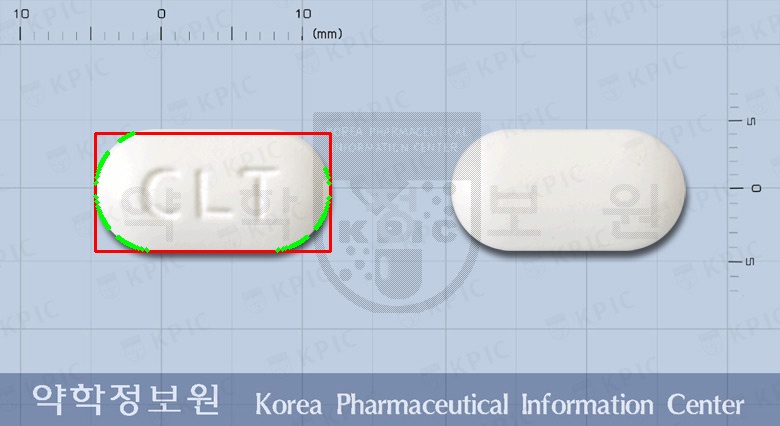 10 0 10 (mm)
KOREA PHARMACEUTICAL
INFORMATION CENTER
5
CLT
0
약학정보원
KPIC
5
약학정보원 Korea Pharmaceutical Information Center